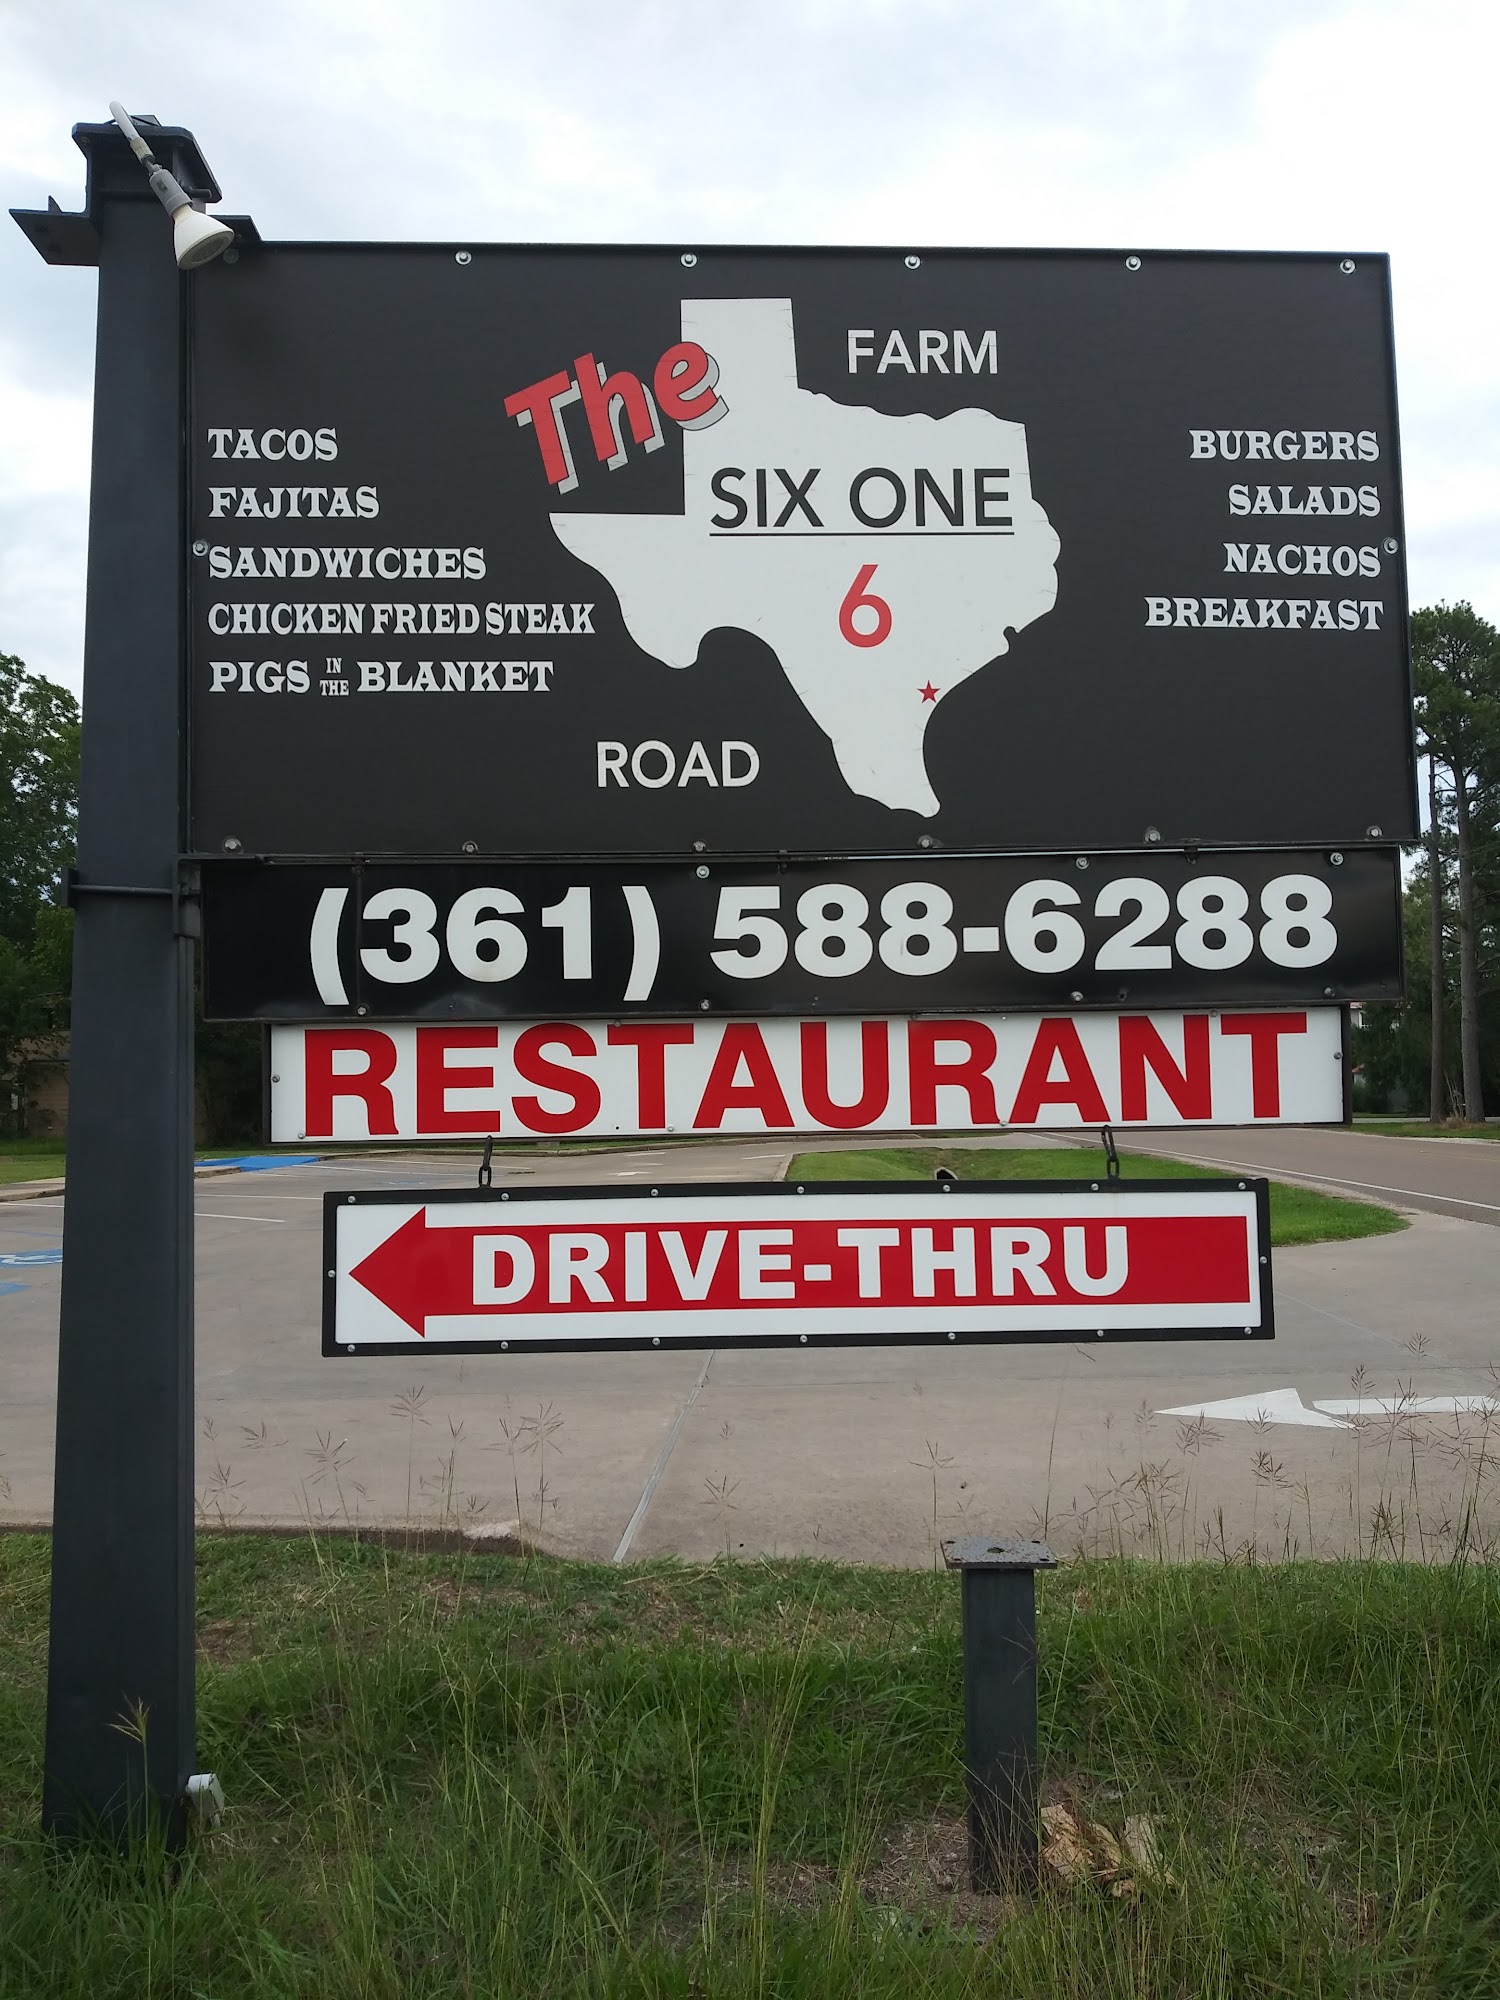 The
FARM
SIX ONE
6
ROAD
TACOS
FAJITAS
SANDWICHES
CHICKEN FRIED STEAK
PIGS IN THE BLANKET
BURGERS
SALADS
NACHOS
BREAKFAST
(361) 588-6288
RESTAURANT
DRIVE-THRU